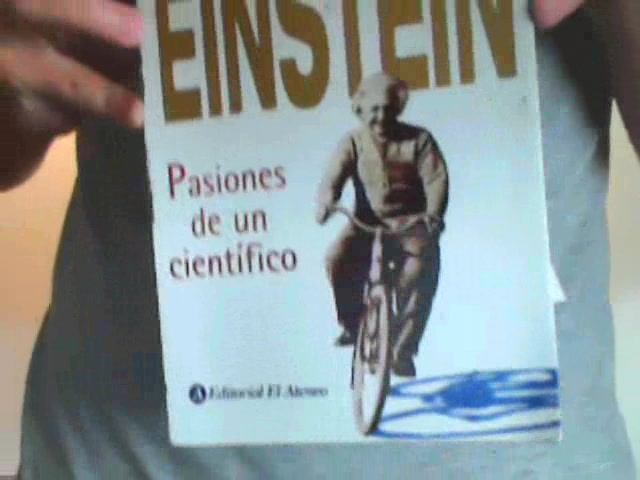 EINSTEIN
Pasiones
de un
científico
Editorial El Ateneo